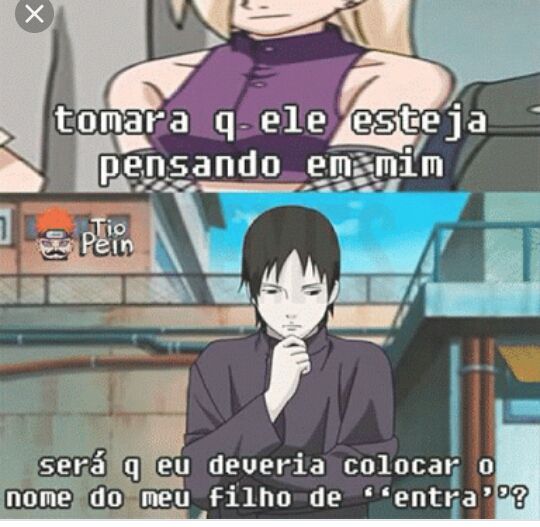 tomara q ele esteja
pensando em mim
Tio
Pein
será q eu deveria colocar o
nome do meu filho de ‘‘entra’’?